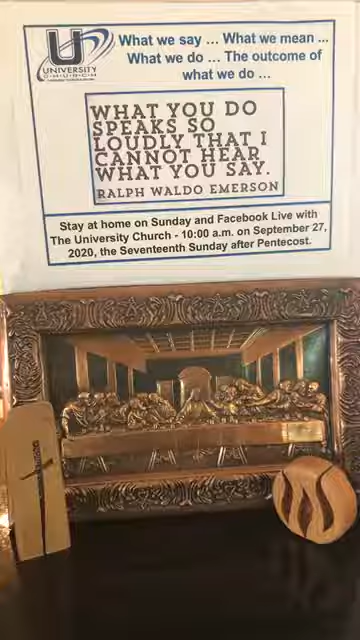 U
UNIVERSITY
CHURCH
What we say ... What we mean ...
What we do ... The outcome of
what we do ...
WHAT YOU DO
SPEAKS SO
LOUDLY THAT I
CANNOT HEAR
WHAT YOU SAY.
RALPH WALDO EMERSON
Stay at home on Sunday and Facebook Live with
The University Church - 10:00 a.m. on September 27,
2020, the Seventeenth Sunday after Pentecost.